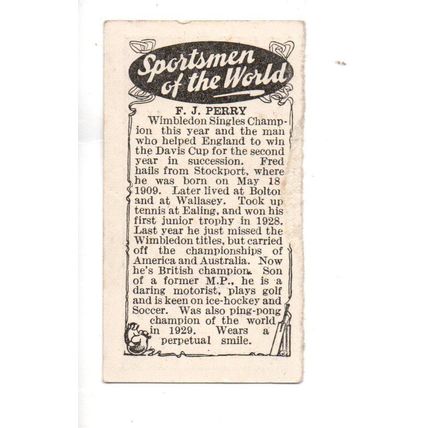 Sportsmen
of the World
F. J. PERRY
Wimbledon Singles Champ-
ion this year and the man
who helped England to win
the Davis Cup for the second
year in succession. Fred
hails from Stockport, where
he was born on May 18
1909. Later lived at Bolton
and at Wallasey. Took up
tennis at Ealing, and won his
first junior trophy in 1928.
Last year he just missed the
Wimbledon titles, but carried
off the championships of
America and Australia. Now
he's British champion. Son
of a former M.P., he is a
daring motorist, plays golf
and is keen on ice-hockey and
Soccer. Was also ping-pong
champion of the world
in 1929. Wears a
perpetual smile.